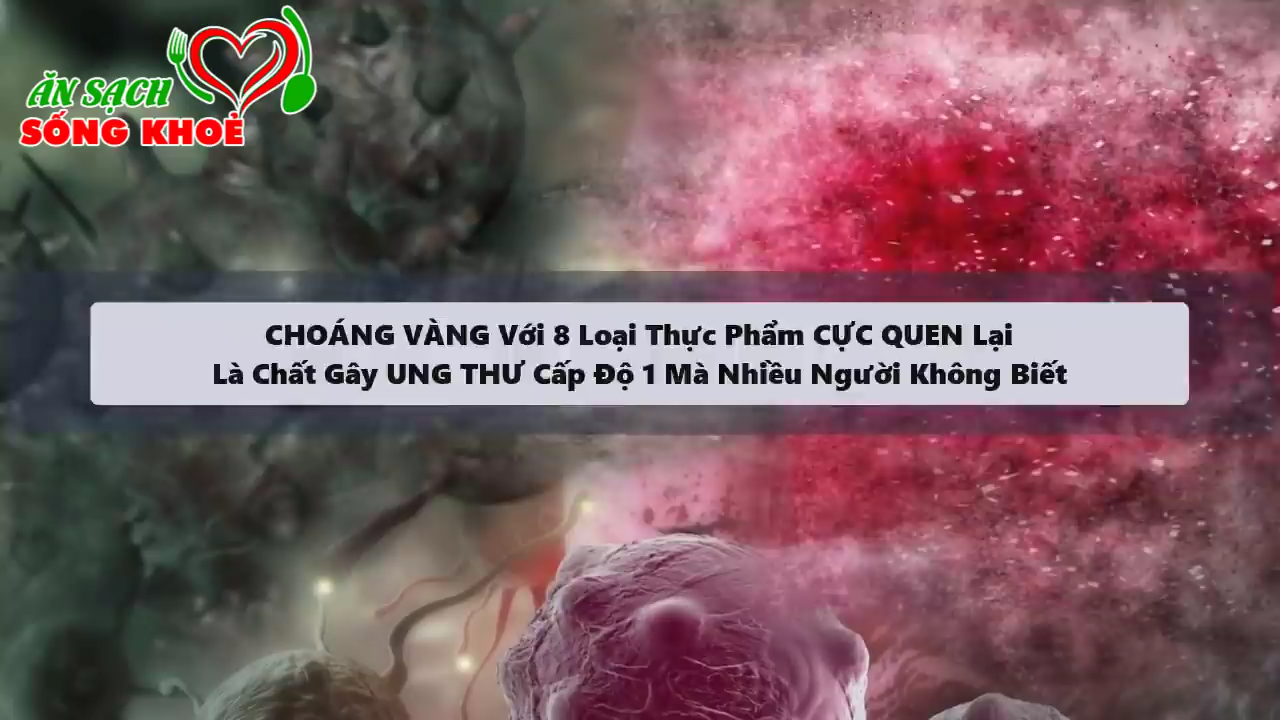 ĂN SẠCH
SỐNG KHOẺ
CHOÁNG VÀNG Với 8 Loại Thực Phẩm CỰC QUEN Lại
Là Chất Gây UNG THƯ Cấp Độ 1 Mà Nhiều Người Không Biết